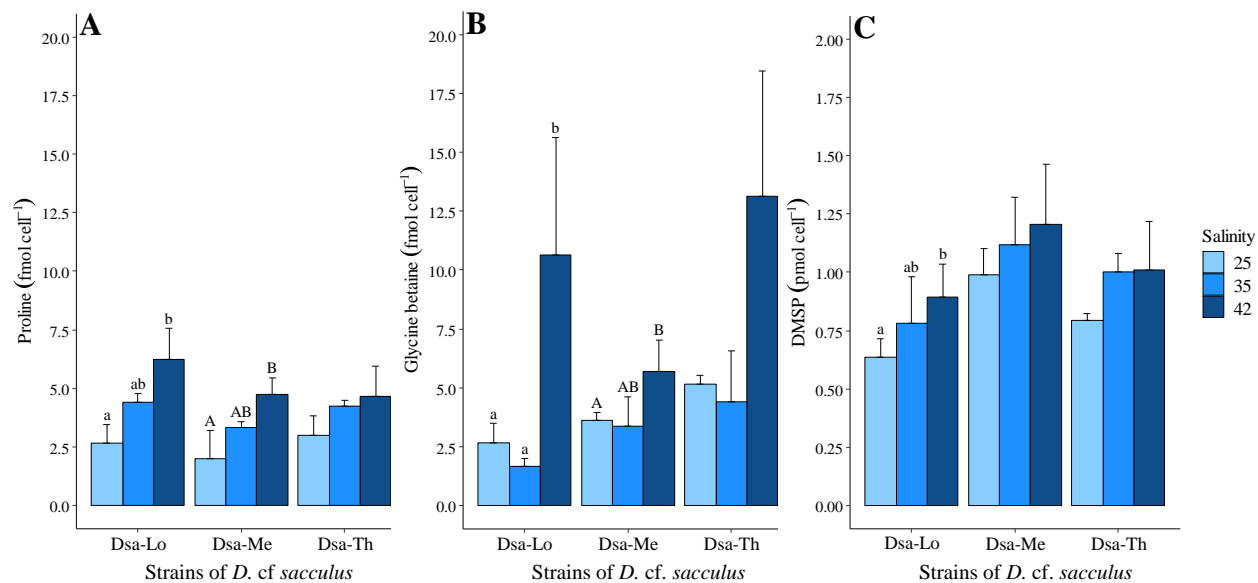 A
Proline (fmol cell⁻¹)
20.0
17.5
15.0
12.5
10.0
7.5
5.0
2.5
0.0
a
ab
b
A
AB
B
Dsa-Lo
Dsa-Me
Dsa-Th
Strains of D. cf sacculus
B
Glycine betaine (fmol cell⁻¹)
20.0
17.5
15.0
12.5
10.0
7.5
5.0
2.5
0.0
a
a
b
A
AB
B
Dsa-Lo
Dsa-Me
Dsa-Th
Strains of D. cf. sacculus
C
DMSP (pmol cell⁻¹)
2.00
1.75
1.50
1.25
1.00
0.75
0.50
0.25
0.00
a
ab
b
Dsa-Lo
Dsa-Me
Dsa-Th
Strains of D. cf. sacculus
Salinity
25
35
42